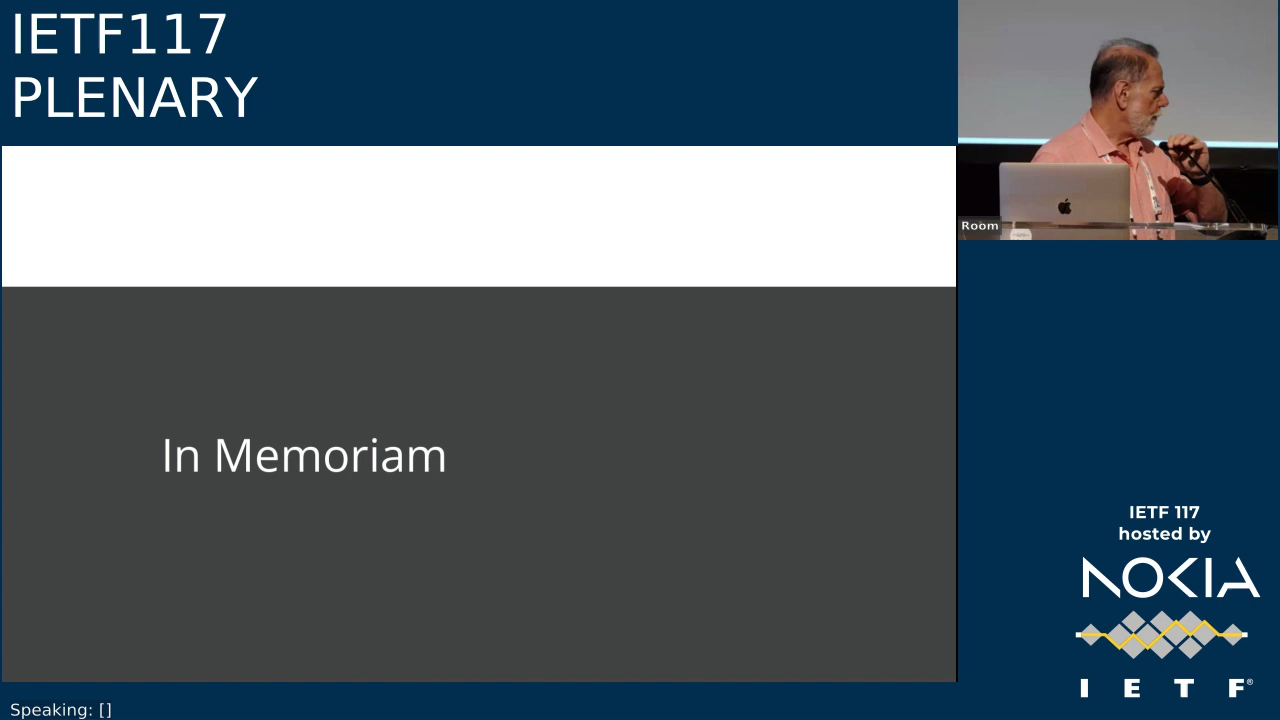 IETF117
PLENARY
Room
In Memoriam
IETF 117
hosted by
NOKIA
I E T F®
Speaking: []